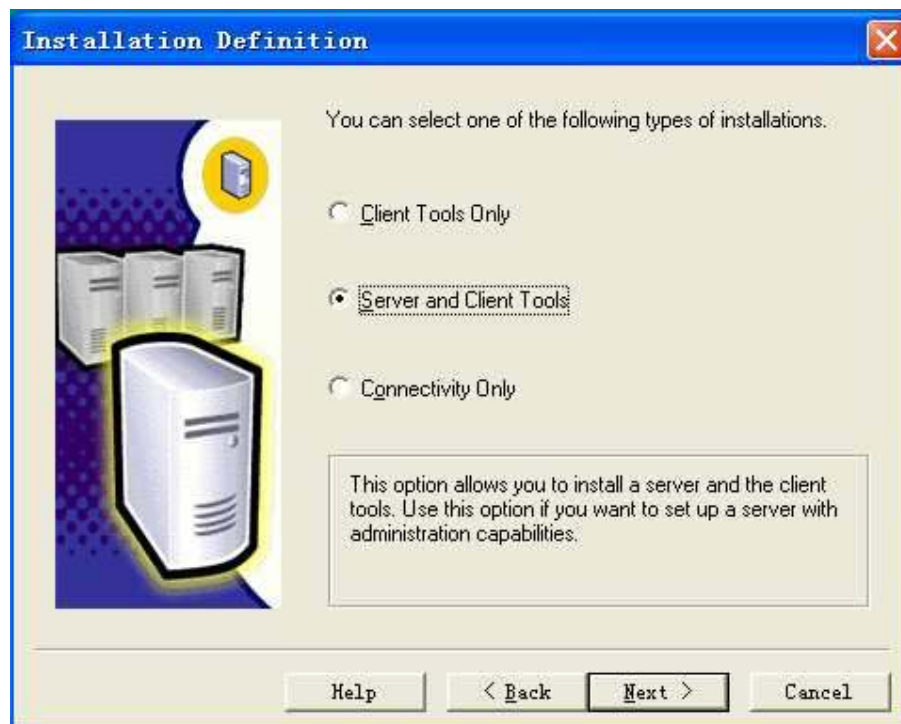 Installation Definition
You can select one of the following types of installations.
Client Tools Only
Server and Client Tools
Connectivity Only
This option allows you to install a server and the client
tools. Use this option if you want to set up a server with
administration capabilities.
Help
< Back
Next >
Cancel